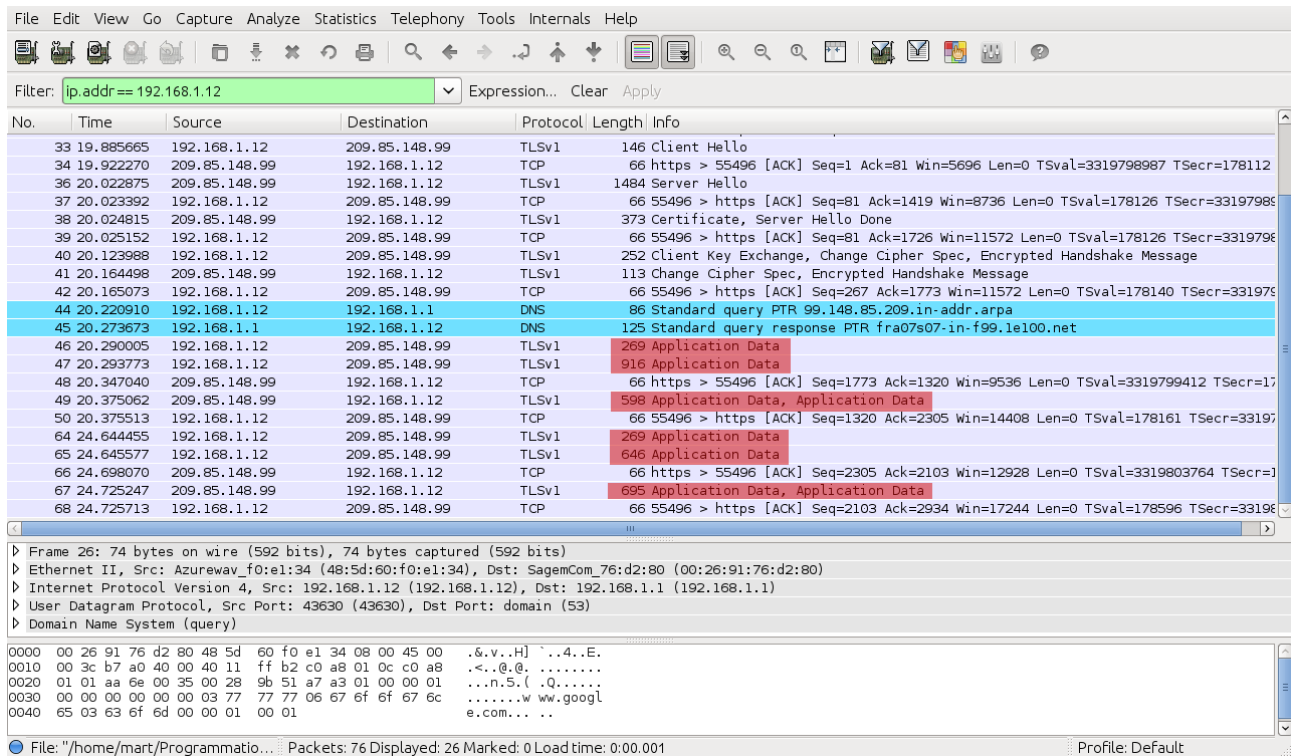 File Edit View Go Capture Analyze Statistics Telephony Tools Internals Help
Filter: ip.addr == 192.168.1.12 Expression... Clear Apply
No. Time Source Destination Protocol Length Info
33 19.885665 192.168.1.12 209.85.148.99 TLSv1 146 Client Hello
34 19.922270 209.85.148.99 192.168.1.12 TCP 66 https > 55496 [ACK] Seq=1 Ack=81 Win=5696 Len=0 TSval=3319798987 TSecr=178112
36 20.022875 209.85.148.99 192.168.1.12 TLSv1 1484 Server Hello
37 20.023392 192.168.1.12 209.85.148.99 TCP 66 55496 > https [ACK] Seq=81 Ack=1419 Win=8736 Len=0 TSval=178126 TSecr=33197989
38 20.024815 209.85.148.99 192.168.1.12 TLSv1 373 Certificate, Server Hello Done
39 20.025152 192.168.1.12 209.85.148.99 TCP 66 55496 > https [ACK] Seq=81 Ack=1726 Win=11572 Len=0 TSval=178126 TSecr=3319798
40 20.123988 192.168.1.12 209.85.148.99 TLSv1 252 Client Key Exchange, Change Cipher Spec, Encrypted Handshake Message
41 20.164498 209.85.148.99 192.168.1.12 TLSv1 113 Change Cipher Spec, Encrypted Handshake Message
42 20.165073 192.168.1.12 209.85.148.99 TCP 66 55496 > https [ACK] Seq=267 Ack=1773 Win=11572 Len=0 TSval=178140 TSecr=331979
44 20.220910 192.168.1.12 192.168.1.1 DNS 86 Standard query PTR 99.148.85.209.in-addr.arpa
45 20.273673 192.168.1.1 192.168.1.12 DNS 125 Standard query response PTR fra07s07-in-f99.1e100.net
46 20.290005 192.168.1.12 209.85.148.99 TLSv1 269 Application Data
47 20.293773 192.168.1.12 209.85.148.99 TLSv1 916 Application Data
48 20.347040 209.85.148.99 192.168.1.12 TCP 66 https > 55496 [ACK] Seq=1773 Ack=1320 Win=9536 Len=0 TSval=3319799412 TSecr=17
49 20.375062 209.85.148.99 192.168.1.12 TLSv1 598 Application Data, Application Data
50 20.375513 192.168.1.12 209.85.148.99 TCP 66 55496 > https [ACK] Seq=1320 Ack=2305 Win=14408 Len=0 TSval=178161 TSecr=33197
64 24.644455 192.168.1.12 209.85.148.99 TLSv1 269 Application Data
65 24.645577 192.168.1.12 209.85.148.99 TLSv1 646 Application Data
66 24.698070 209.85.148.99 192.168.1.12 TCP 66 https > 55496 [ACK] Seq=2305 Ack=2103 Win=12928 Len=0 TSval=3319803764 TSecr=1
67 24.725247 209.85.148.99 192.168.1.12 TLSv1 695 Application Data, Application Data
68 24.725713 192.168.1.12 209.85.148.99 TCP 66 55496 > https [ACK] Seq=2103 Ack=2934 Win=17244 Len=0 TSval=178596 TSecr=33198
Frame 26: 74 bytes on wire (592 bits), 74 bytes captured (592 bits)
Ethernet II, Src: Azurewav_f0:e1:34 (48:5d:60:f0:e1:34), Dst: SagemCom_76:d2:80 (00:26:91:76:d2:80)
Internet Protocol Version 4, Src: 192.168.1.12 (192.168.1.12), Dst: 192.168.1.1 (192.168.1.1)
User Datagram Protocol, Src Port: 43630 (43630), Dst Port: domain (53)
Domain Name System (query)
0000 00 26 91 76 d2 80 48 5d 60 f0 e1 34 08 00 45 00 .&.v..H] `..4..E.
0010 00 3c b7 a0 40 00 40 11 ff b2 c0 a8 01 0c c0 a8 .<..@.@. ........
0020 01 01 aa 6e 00 35 00 28 9b 51 a7 a3 01 00 00 01 ...n.5.( .Q......
0030 00 00 00 00 00 00 03 77 77 77 06 67 6f 6f 67 6c .......w ww.googl
0040 65 03 63 6f 6d 00 00 01 00 01 e.com... ..
File: "/home/mart/Programmatio... Packets: 76 Displayed: 26 Marked: 0 Load time: 0:00.001 Profile: Default